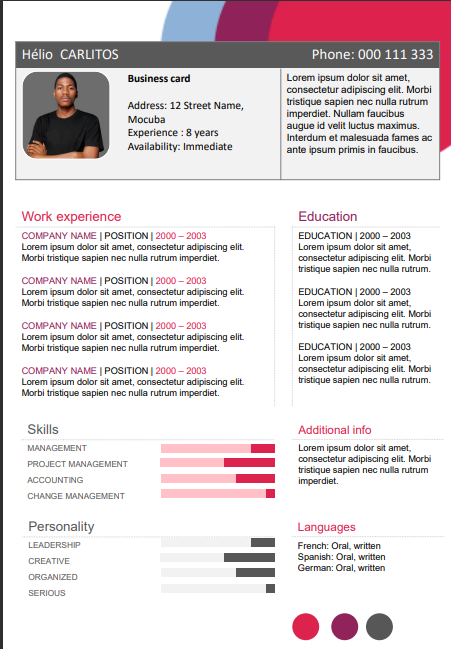 Hélio CARLITOS
Phone: 000 111 333
Business card
Address: 12 Street Name,
Mocuba
Experience : 8 years
Availability: Immediate
Lorem ipsum dolor sit amet,
consectetur adipiscing elit. Morbi
tristique sapien nec nulla rutrum
imperdiet. Nullam faucibus
augue id velit luctus maximus.
Interdum et malesuada fames ac
ante ipsum primis in faucibus.
Work experience
COMPANY NAME | POSITION | 2000 – 2003
Lorem ipsum dolor sit amet, consectetur adipiscing elit.
Morbi tristique sapien nec nulla rutrum imperdiet.
COMPANY NAME | POSITION | 2000 – 2003
Lorem ipsum dolor sit amet, consectetur adipiscing elit.
Morbi tristique sapien nec nulla rutrum imperdiet.
COMPANY NAME | POSITION | 2000 – 2003
Lorem ipsum dolor sit amet, consectetur adipiscing elit.
Morbi tristique sapien nec nulla rutrum imperdiet.
COMPANY NAME | POSITION | 2000 – 2003
Lorem ipsum dolor sit amet, consectetur adipiscing elit.
Morbi tristique sapien nec nulla rutrum imperdiet.
Education
EDUCATION | 2000 – 2003
Lorem ipsum dolor sit amet,
consectetur adipiscing elit. Morbi
tristique sapien nec nulla rutrum.
EDUCATION | 2000 – 2003
Lorem ipsum dolor sit amet,
consectetur adipiscing elit. Morbi
tristique sapien nec nulla rutrum.
EDUCATION | 2000 – 2003
Lorem ipsum dolor sit amet,
consectetur adipiscing elit. Morbi
tristique sapien nec nulla rutrum.
Skills
MANAGEMENT
PROJECT MANAGEMENT
ACCOUNTING
CHANGE MANAGEMENT
Additional info
Lorem ipsum dolor sit amet,
consectetur adipiscing elit. Morbi
tristique sapien nec nulla rutrum
imperdiet.
Personality
LEADERSHIP
CREATIVE
ORGANIZED
SERIOUS
Languages
French: Oral, written
Spanish: Oral, written
German: Oral, written